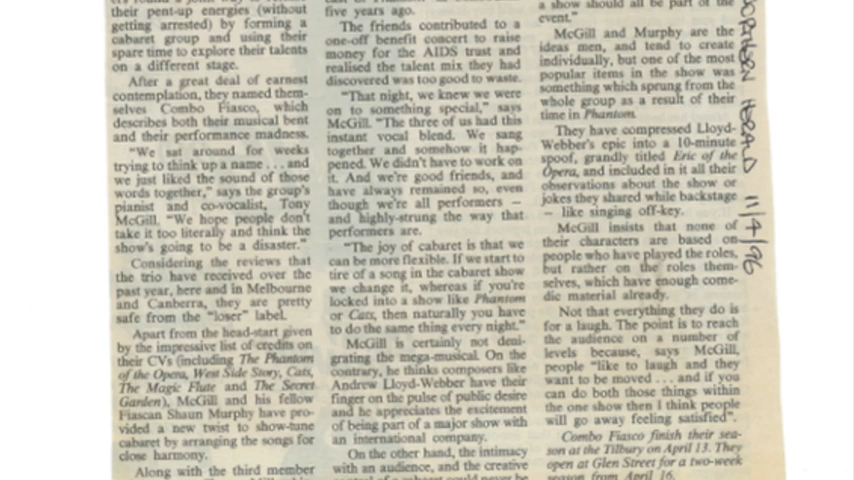 their pent-up energies (without
getting arrested) by forming a
cabaret group and using their
spare time to explore their talents
on a different stage.
After a great deal of earnest
contemplation, they named them-
selves Combo Fiasco, which
describes both their musical bent
and their performance madness.
"We sat around for weeks
trying to think up a name . . . and
we just liked the sound of those
words together," says the group's
pianist and co-vocalist, Tony
McGill. "We hope people don't
take it too literally and think the
show's going to be a disaster."
Considering the reviews that
the trio have received over the
past year, here and in Melbourne
and Canberra, they are pretty
safe from the "loser" label.
Apart from the head-start given
by the impressive list of credits on
their CVs (including The Phantom
of the Opera, West Side Story, Cats,
The Magic Flute and The Secret
Garden), McGill and his fellow
Fiascan Shaun Murphy have pro-
vided a new twist to show-tune
cabaret by arranging the songs for
close harmony.
Along with the third member
five years ago.
The friends contributed to a
one-off benefit concert to raise
money for the AIDS trust and
realised the talent mix they had
discovered was too good to waste.
"That night, we knew we were
on to something special," says
McGill. "The three of us had this
instant vocal blend. We sang
together and somehow it hap-
pened. We didn't have to work on
it. And we're good friends, and
have always remained so, even
though we're all performers –
and highly-strung the way that
performers are.
"The joy of cabaret is that we
can be more flexible. If we start to
tire of a song in the cabaret show
we change it, whereas if you're
locked into a show like Phantom
or Cats, then naturally you have
to do the same thing every night."
McGill is certainly not deni-
grating the mega-musical. On the
contrary, he thinks composers like
Andrew Lloyd-Webber have their
finger on the pulse of public desire
and he appreciates the excitement
of being part of a major show with
an international company.
On the other hand, the intimacy
with an audience, and the creative
a show should all be part of the
event."
McGill and Murphy are the
ideas men, and tend to create
individually, but one of the most
popular items in the show was
something which sprung from the
whole group as a result of their
time in Phantom.
They have compressed Lloyd-
Webber's epic into a 10-minute
spoof, grandly titled Eric of the
Opera, and included in it all their
observations about the show or
jokes they shared while backstage
– like singing off-key.
McGill insists that none of
their characters are based on
people who have played the roles,
but rather on the roles them-
selves, which have enough come-
dic material already.
Not that everything they do is
for a laugh. The point is to reach
the audience on a number of
levels because, says McGill,
people "like to laugh and they
want to be moved . . . and if you
can do both those things within
the one show then I think people
will go away feeling satisfied".
Combo Fiasco finish their sea-
son at the Tilbury on April 13. They
open at Glen Street for a two-week
season from April 16.
HERALD 11/4/96